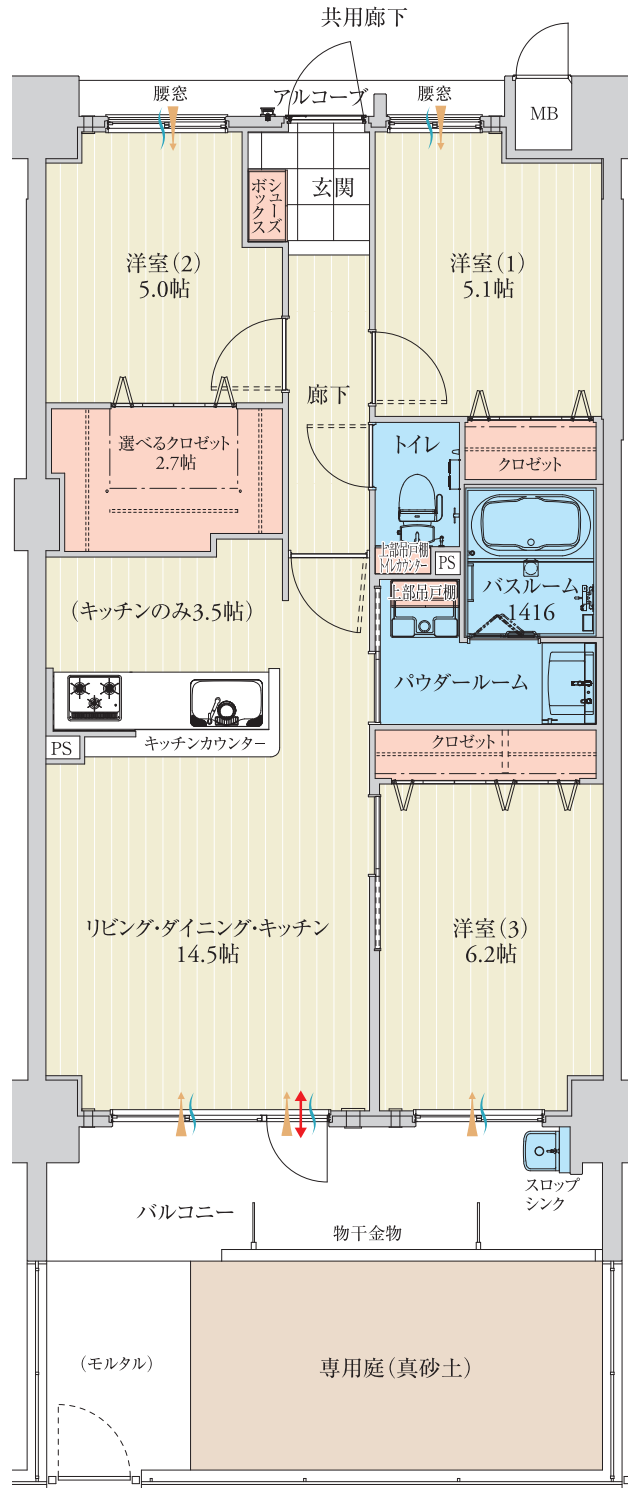 共用廊下
腰窓
アルコーブ
腰窓
MB
シューズ
ボックス
玄関
洋室(2)
5.0帖
洋室(1)
5.1帖
廊下
選べるクロゼット
2.7帖
トイレ
クロゼット
上部吊戸棚
トイレカウンター
PS
上部吊戸棚
バスルーム
1416
(キッチンのみ3.5帖)
パウダールーム
PS
キッチンカウンター
クロゼット
リビング・ダイニング・キッチン
14.5帖
洋室(3)
6.2帖
スロップ
シンク
バルコニー
物干金物
(モルタル)
専用庭(真砂土)